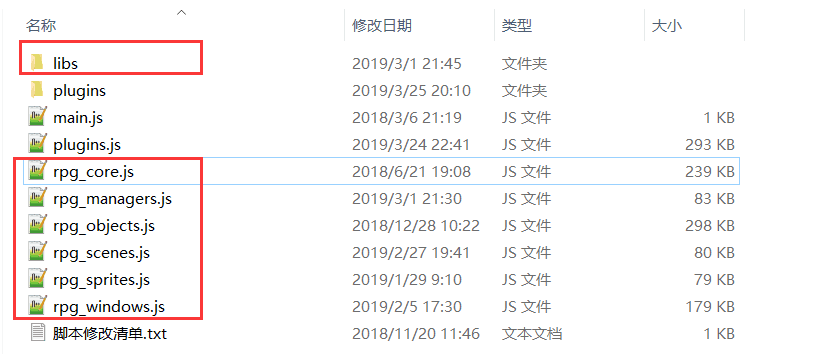 名称 修改日期 类型 大小
libs 2019/3/1 21:45 文件夹
plugins 2019/3/25 20:10 文件夹
main.js 2018/3/6 21:19 JS 文件 1 KB
plugins.js 2019/3/24 22:41 JS 文件 293 KB
rpg_core.js 2018/6/21 19:08 JS 文件 239 KB
rpg_managers.js 2019/3/1 21:30 JS 文件 83 KB
rpg_objects.js 2018/12/28 10:22 JS 文件 298 KB
rpg_scenes.js 2019/2/27 19:41 JS 文件 80 KB
rpg_sprites.js 2019/1/29 9:10 JS 文件 79 KB
rpg_windows.js 2019/2/5 17:30 JS 文件 179 KB
脚本修改清单.txt 2018/11/20 11:46 文本文档 1 KB